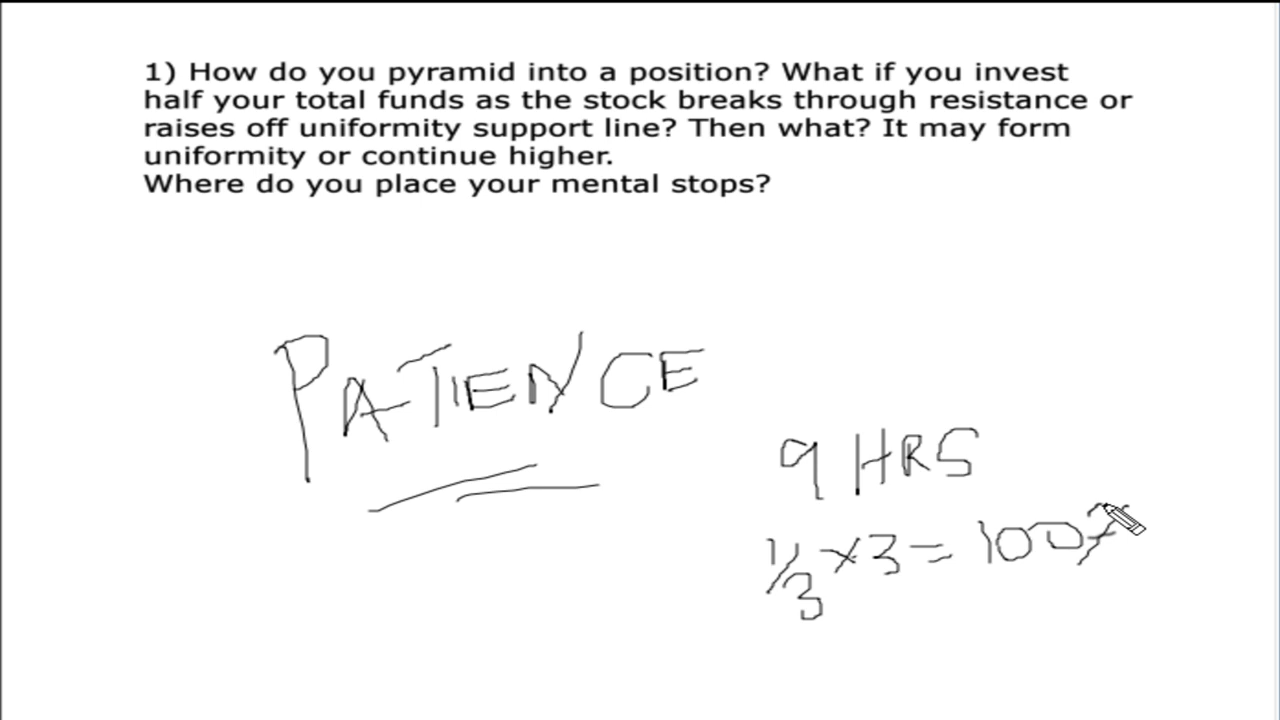 1) How do you pyramid into a position? What if you invest
half your total funds as the stock breaks through resistance or
raises off uniformity support line? Then what? It may form
uniformity or continue higher.
Where do you place your mental stops?
PATIENCE
9 HRS
1/3 x 3 = 100%